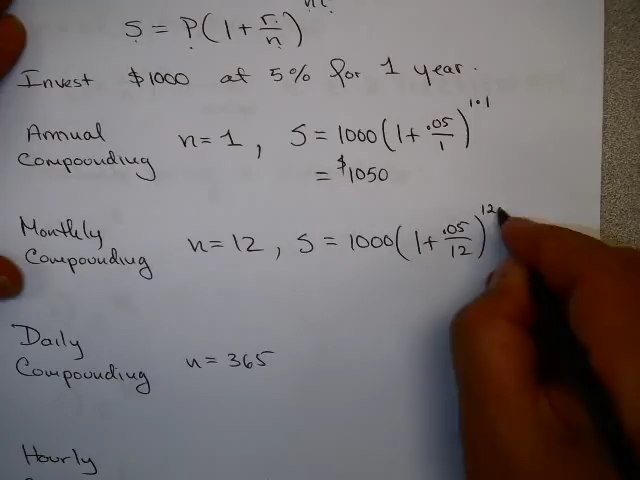 S = P(1 + r/n)^nt
Invest $1000 at 5% for 1 year.
Annual Compounding n = 1, S = 1000(1 + .05/1)^1·1
= $1050
Monthly Compounding n = 12, S = 1000(1 + .05/12)^12
Daily Compounding n = 365
Hourly